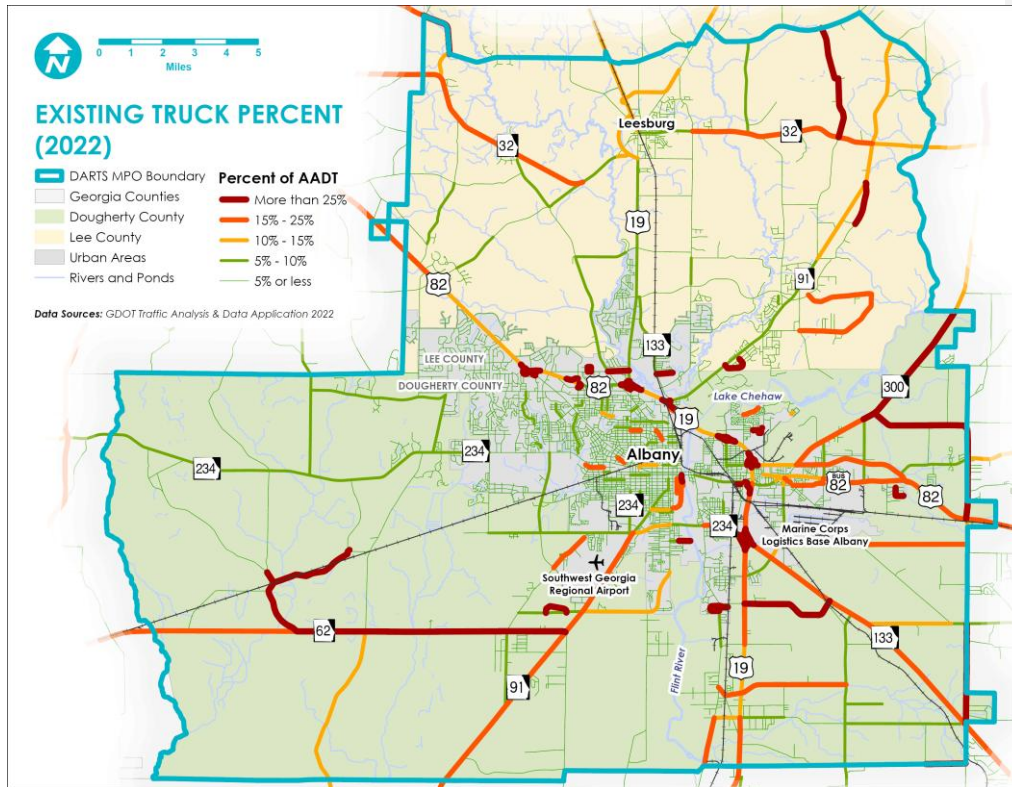 N
0 1 2 3 4 5
Miles
EXISTING TRUCK PERCENT
(2022)
DARTS MPO Boundary
Georgia Counties
Dougherty County
Lee County
Urban Areas
Rivers and Ponds
Percent of AADT
More than 25%
15% - 25%
10% - 15%
5% - 10%
5% or less
Data Sources: GDOT Traffic Analysis & Data Application 2022
Leesburg
32
32
19
82
91
133
LEE COUNTY
DOUGHERTY COUNTY
82
300
Lake Chehaw
19
234
234
Albany
BUS
82
82
234
234
Marine Corps
Logistics Base Albany
Southwest Georgia
Regional Airport
62
133
19
91
Flint River